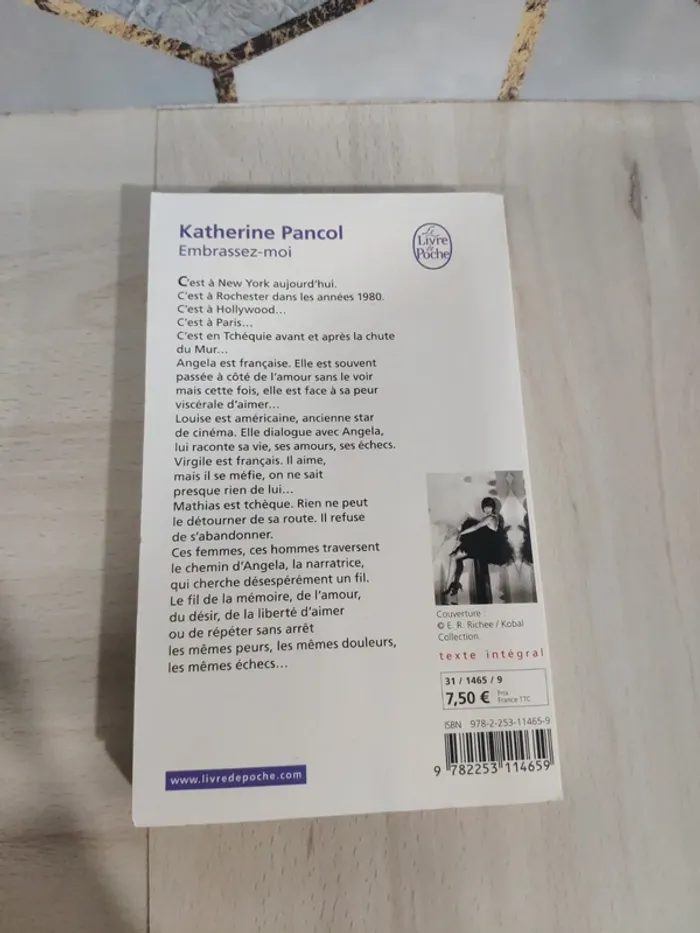 Katherine Pancol
Embrassez-moi
Le
Livre
de
Poche
C'est à New York aujourd'hui.
C'est à Rochester dans les années 1980.
C'est à Hollywood...
C'est à Paris...
C'est en Tchéquie avant et après la chute
du Mur...
Angela est française. Elle est souvent
passée à côté de l'amour sans le voir
mais cette fois, elle est face à sa peur
viscérale d'aimer...
Louise est américaine, ancienne star
de cinéma. Elle dialogue avec Angela,
lui raconte sa vie, ses amours, ses échecs.
Virgile est français. Il aime,
mais il se méfie, on ne sait
presque rien de lui...
Mathias est tchèque. Rien ne peut
le détourner de sa route. Il refuse
de s'abandonner.
Ces femmes, ces hommes traversent
le chemin d'Angela, la narratrice,
qui cherche désespérément un fil.
Le fil de la mémoire, de l'amour,
du désir, de la liberté d'aimer
ou de répéter sans arrêt
les mêmes peurs, les mêmes douleurs,
les mêmes échecs...
Couverture :
© E. R. Richee / Kobal
Collection.
texte intégral
31 / 1465 / 9
7,50 € Prix
France TTC
ISBN 978-2-253-11465-9
9 782253 114659
www.livredepoche.com